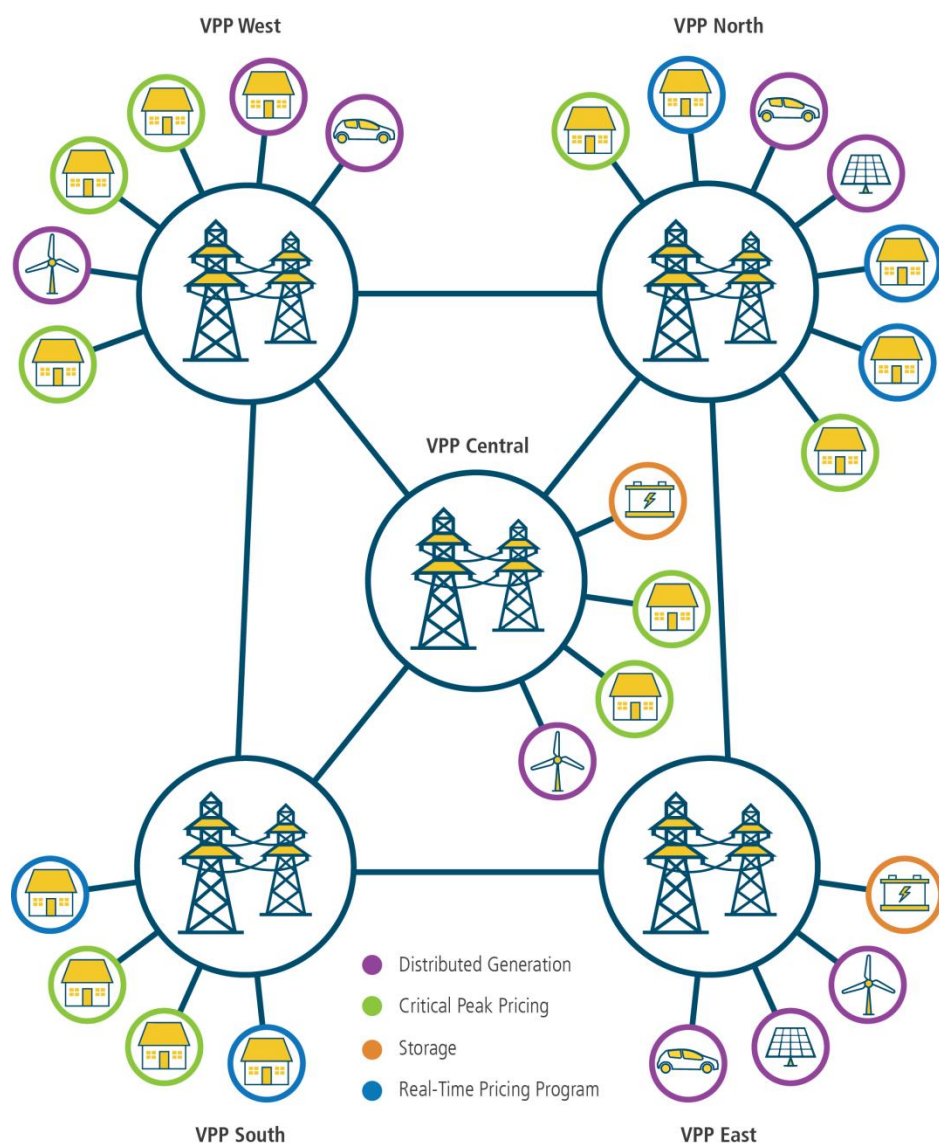 VPP West
VPP North
VPP Central
Distributed Generation
Critical Peak Pricing
Storage
Real-Time Pricing Program
VPP South
VPP East